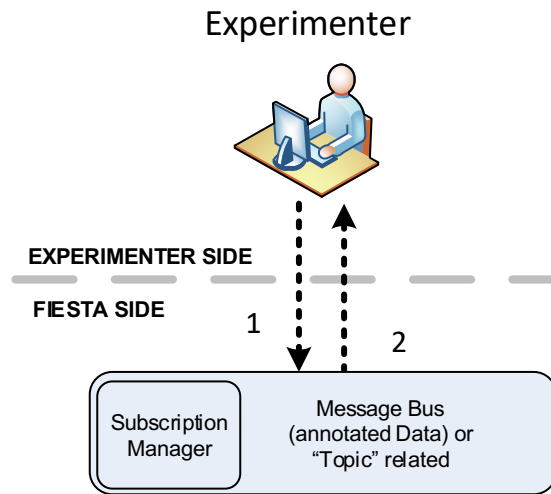 Experimenter
EXPERIMENTER SIDE
FIESTA SIDE
1
2
Subscription
Manager
Message Bus
(annotated Data) or
“Topic” related